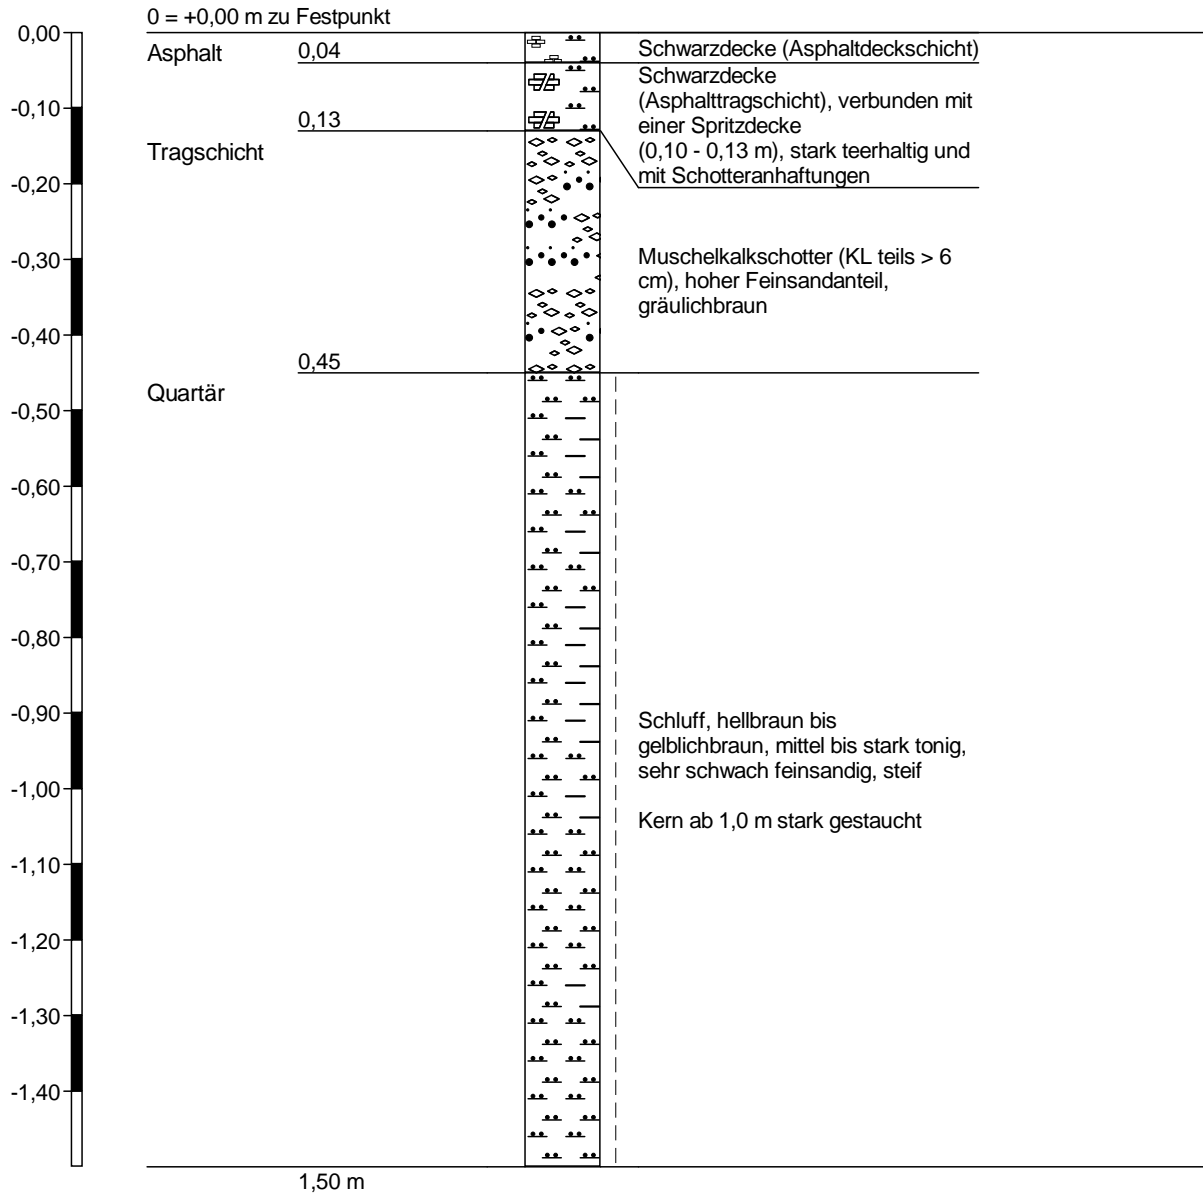 0 = +0,00 m zu Festpunkt
0,00
Asphalt
0,04
Schwarzdecke (Asphaltdeckschicht)
Schwarzdecke
(Asphalttragschicht), verbunden mit
einer Spritzdecke
(0,10 - 0,13 m), stark teerhaltig und
mit Schotteranhaftungen
-0,10
0,13
Tragschicht
-0,20
Muschelkalkschotter (KL teils > 6
cm), hoher Feinsandanteil,
gräulichbraun
-0,30
-0,40
0,45
Quartär
-0,50
-0,60
-0,70
-0,80
-0,90
Schluff, hellbraun bis
gelblichbraun, mittel bis stark tonig,
sehr schwach feinsandig, steif
Kern ab 1,0 m stark gestaucht
-1,00
-1,10
-1,20
-1,30
-1,40
1,50 m